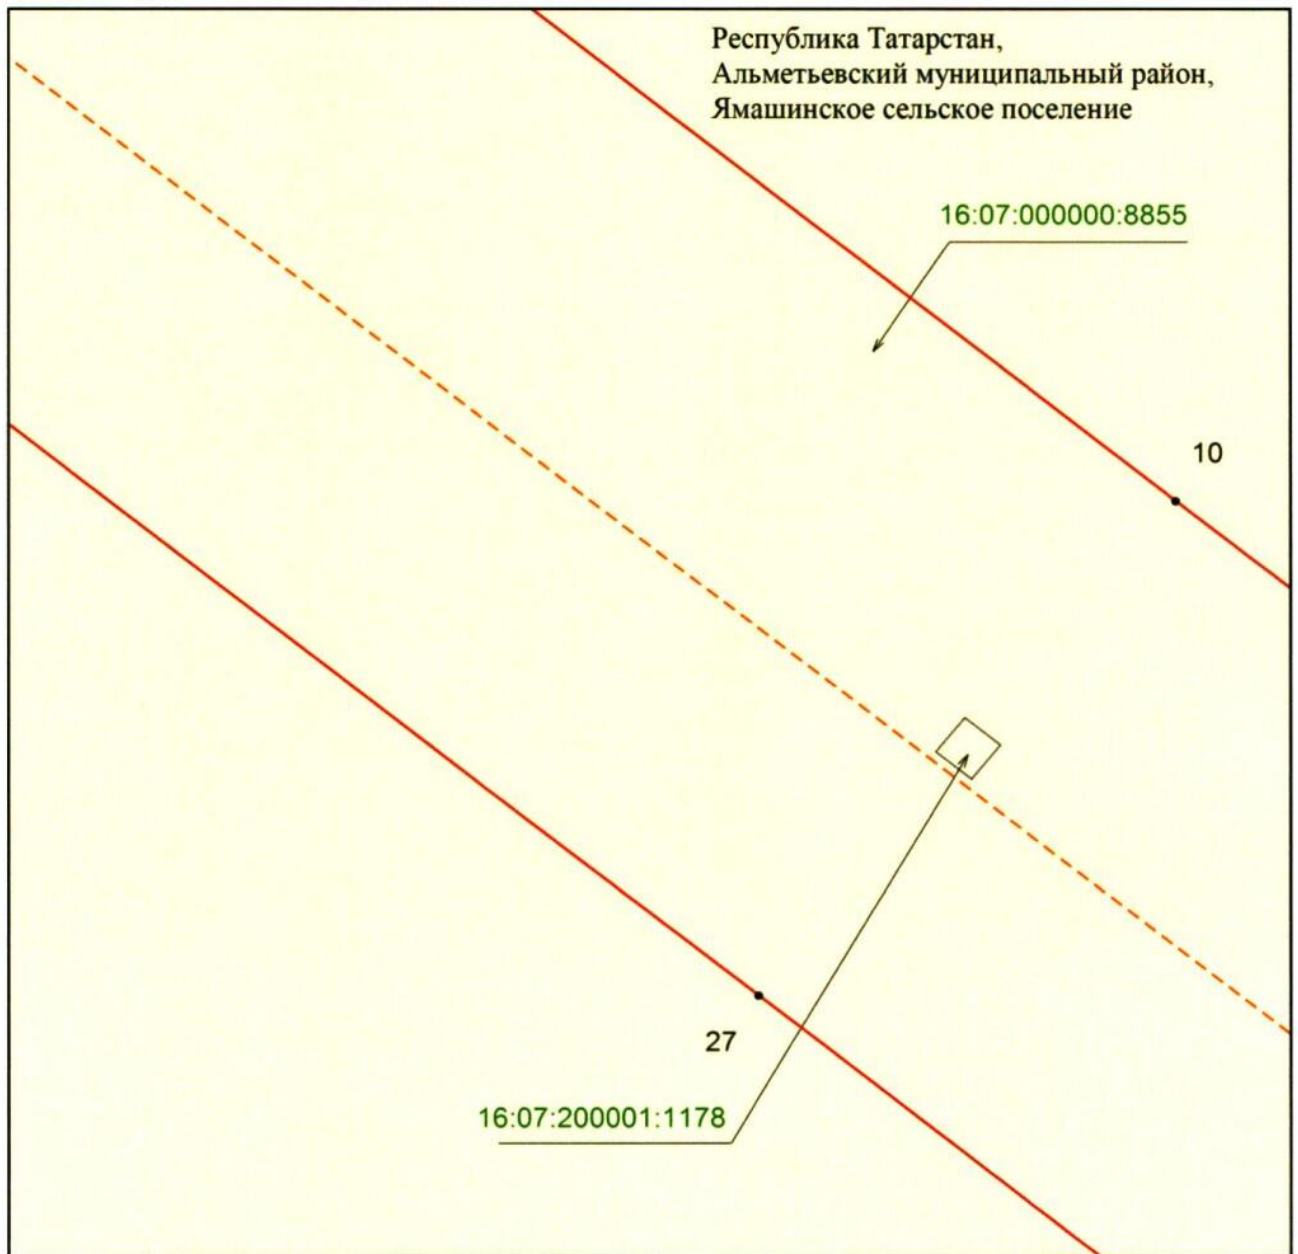 Республика Татарстан,
Альметьевский муниципальный район,
Ямашинское сельское поселение
16:07:000000:8855
10
27
16:07:200001:1178